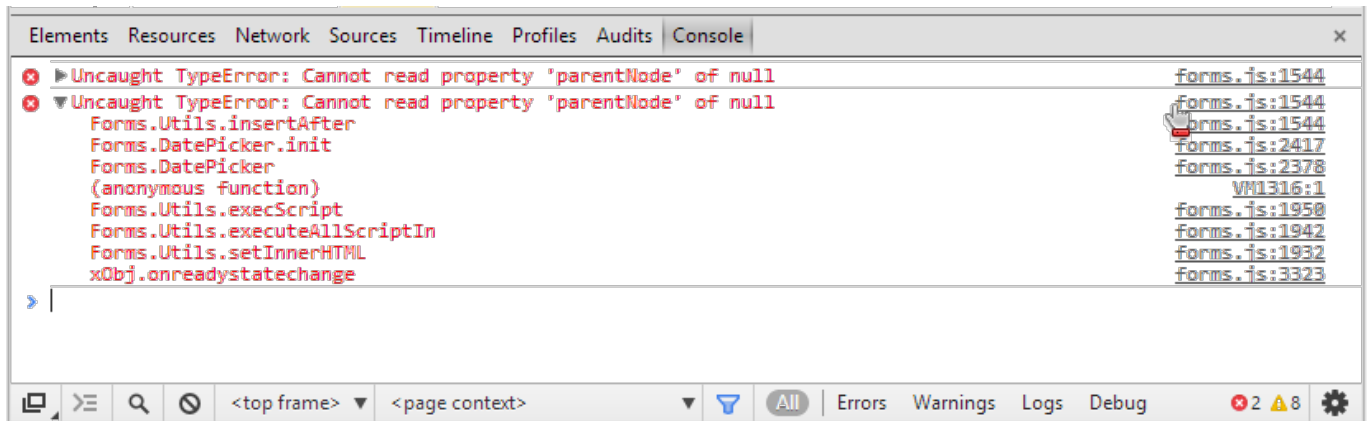 Elements Resources Network Sources Timeline Profiles Audits Console ×
▶Uncaught TypeError: Cannot read property 'parentNode' of null forms.js:1544
▼Uncaught TypeError: Cannot read property 'parentNode' of null forms.js:1544
Forms.Utils.insertAfter forms.js:1544
Forms.DatePicker.init forms.js:2417
Forms.DatePicker forms.js:2378
(anonymous function) VM1316:1
Forms.Utils.execScript forms.js:1950
Forms.Utils.executeAllScriptIn forms.js:1942
Forms.Utils.setInnerHTML forms.js:1932
xObj.onreadystatechange forms.js:3323
<top frame> ▼ <page context> ▼ All Errors Warnings Logs Debug 2 8